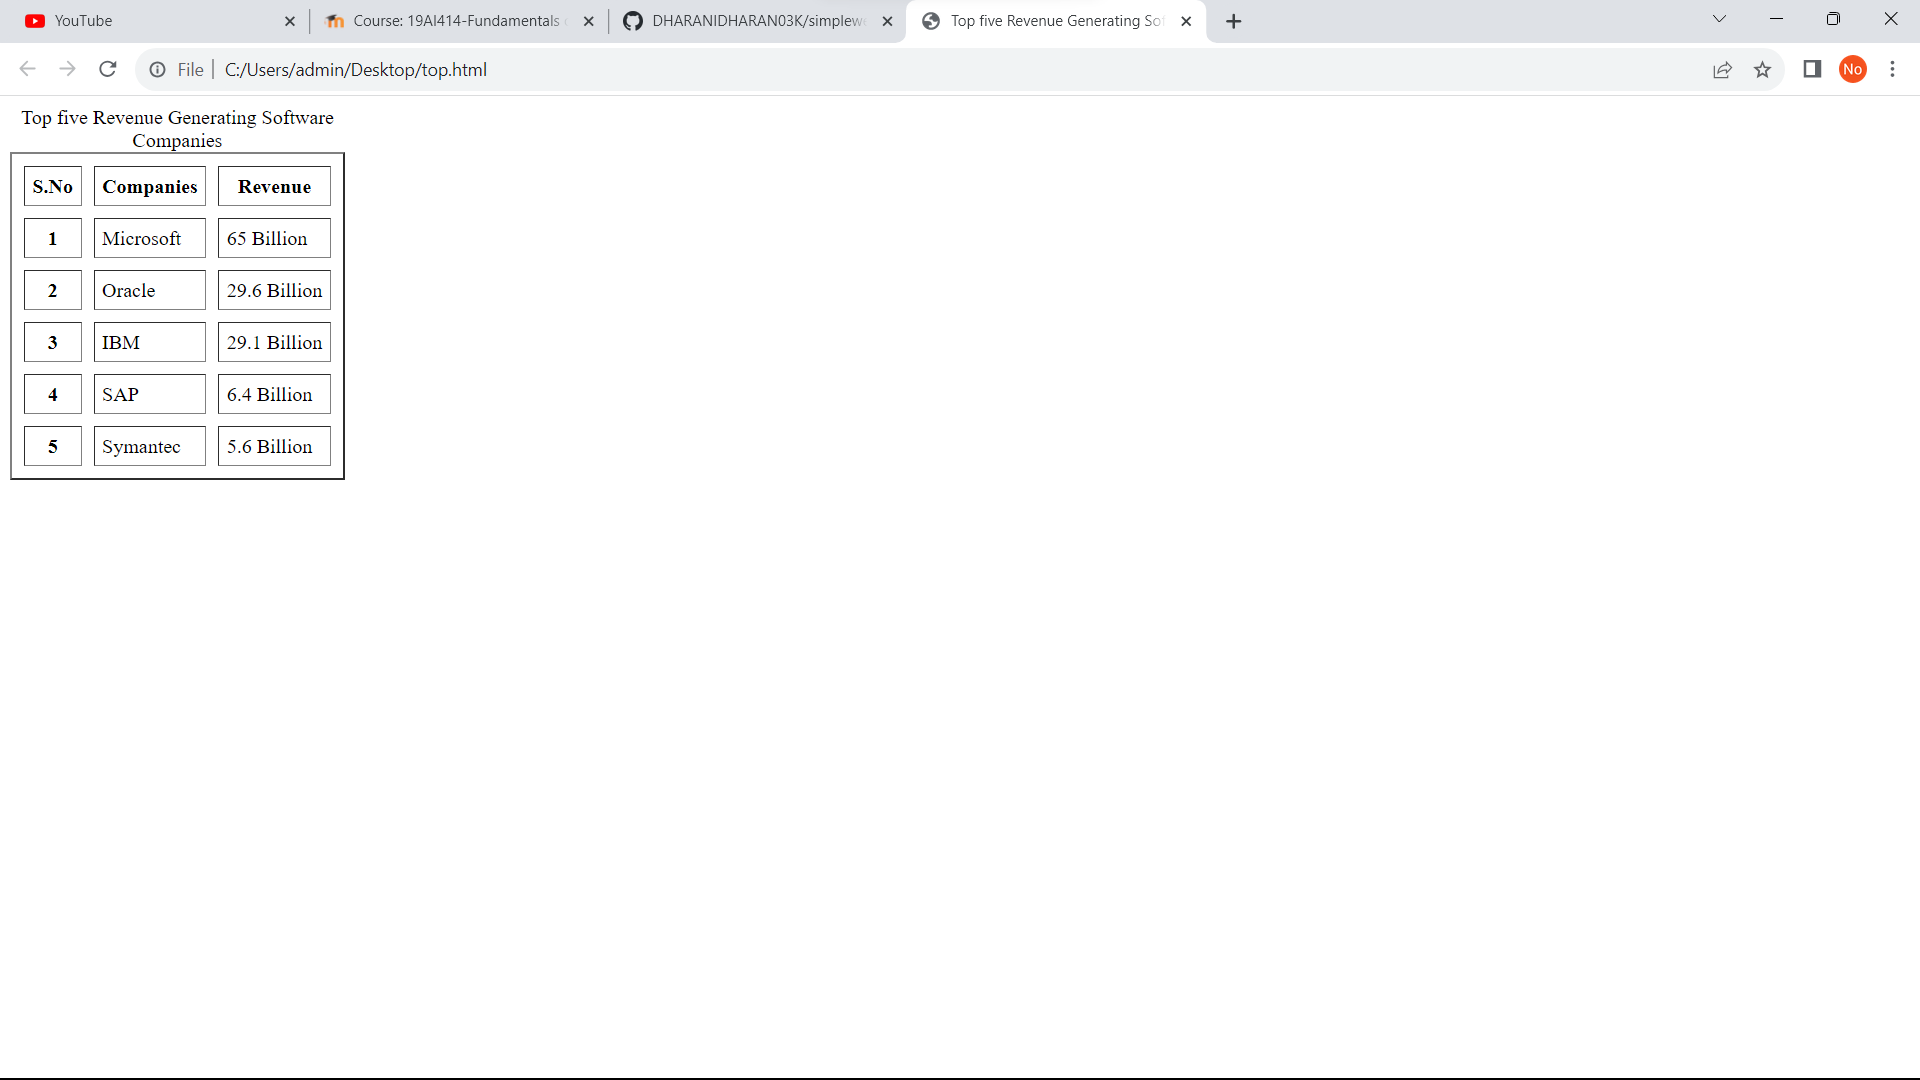 YouTube
Course: 19AI414-Fundamentals
DHARANIDHARAN03K/simplewe
Top five Revenue Generating Sof
File
C:/Users/admin/Desktop/top.html
No
Top five Revenue Generating Software
Companies
S.No Companies Revenue
1 Microsoft 65 Billion
2 Oracle 29.6 Billion
3 IBM 29.1 Billion
4 SAP 6.4 Billion
5 Symantec 5.6 Billion